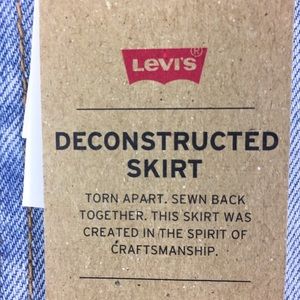 Levi's ®
DECONSTRUCTED
SKIRT
TORN APART. SEWN BACK
TOGETHER. THIS SKIRT WAS
CREATED IN THE SPIRIT OF
CRAFTSMANSHIP.